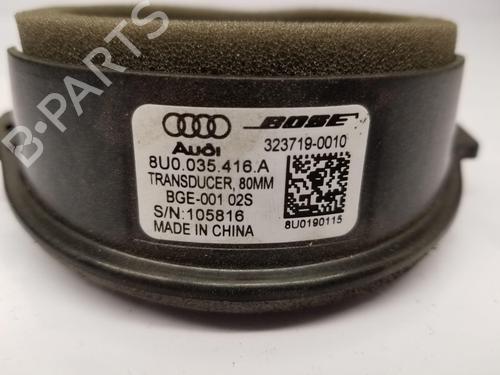 B-PARTS
Audi
BOSE
323719-0010
8U0.035.416.A
TRANSDUCER, 80MM
BGE-001 02S
S/N:105816
MADE IN CHINA
8U0190115